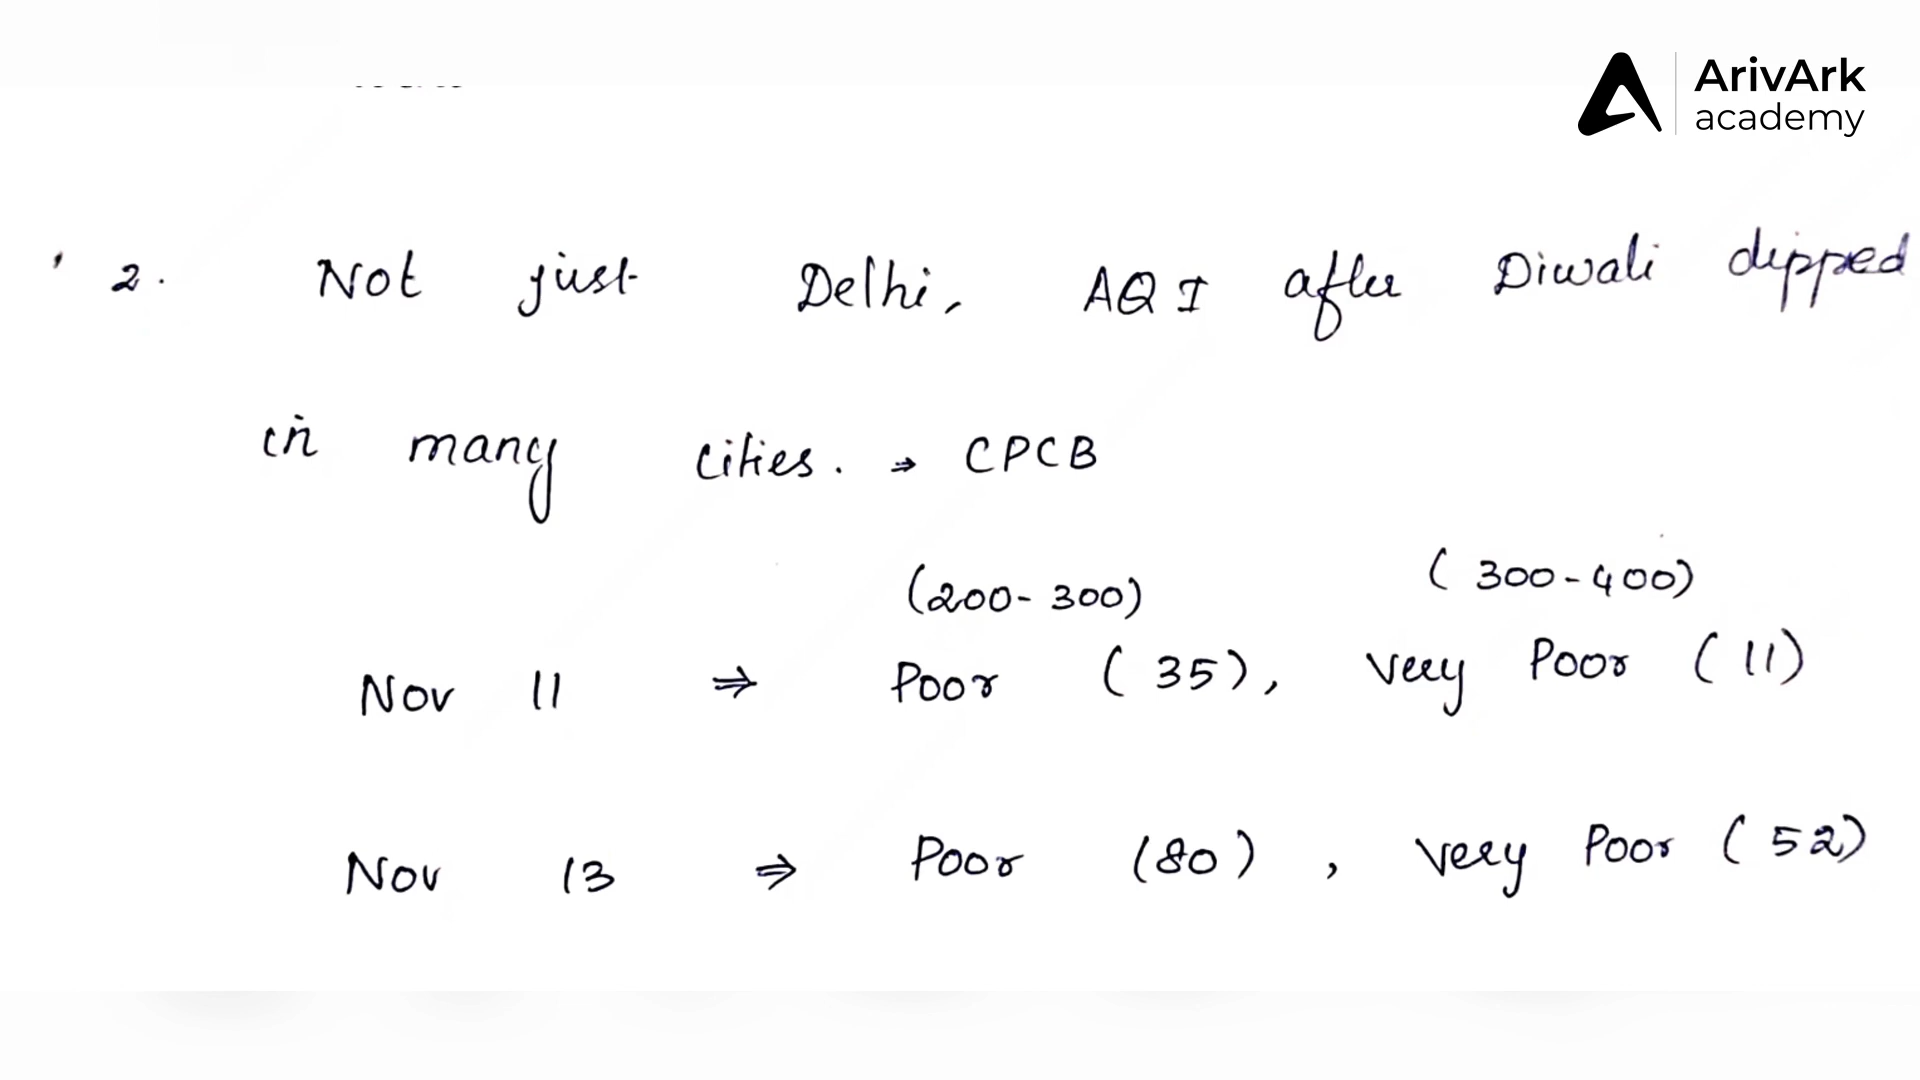 ArivArk
academy
2. Not just Delhi, AQI after Diwali dipped
in many cities. → CPCB
(200-300) (300-400)
Nov 11 ⇒ Poor (35), Very Poor (11)
Nov 13 ⇒ Poor (80), Very Poor (52)